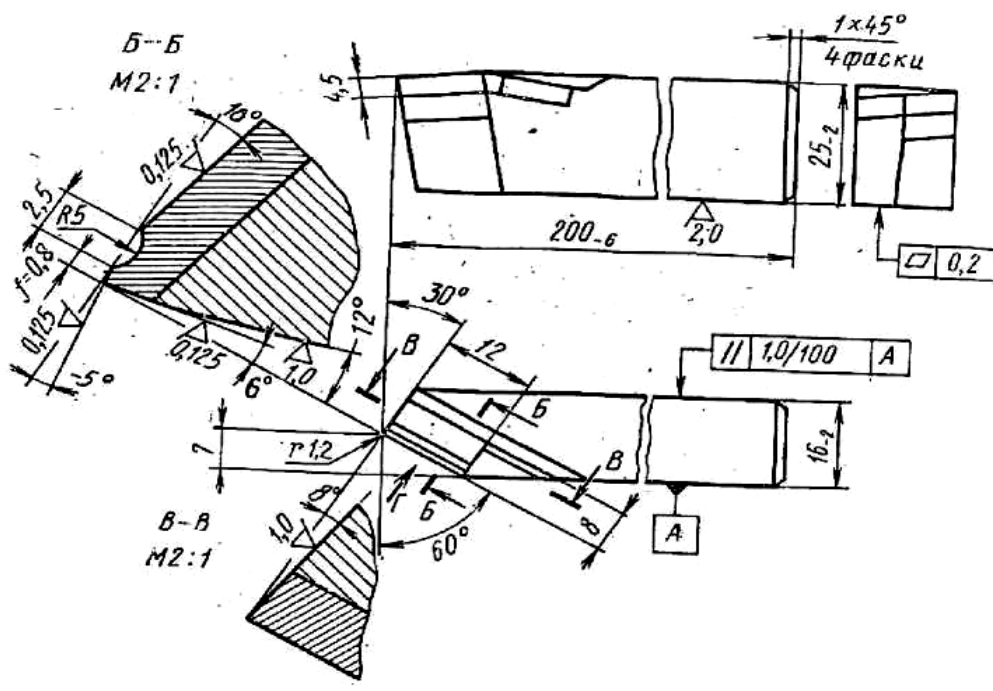 Б–Б
М2:1
1×45°
4 фаски
4,5
25₋₂
10°
0,125
2,5
R5
f=0,8
0,125
-5°
0,125
1,0
6°
12°
200₋₆
2,0
▱ 0,2
30°
В
12
Б
// 1,0/100 А
7
r1,2
Г
Б
В
8
16₋₂
А
60°
В–В
М2:1
8°
1,0